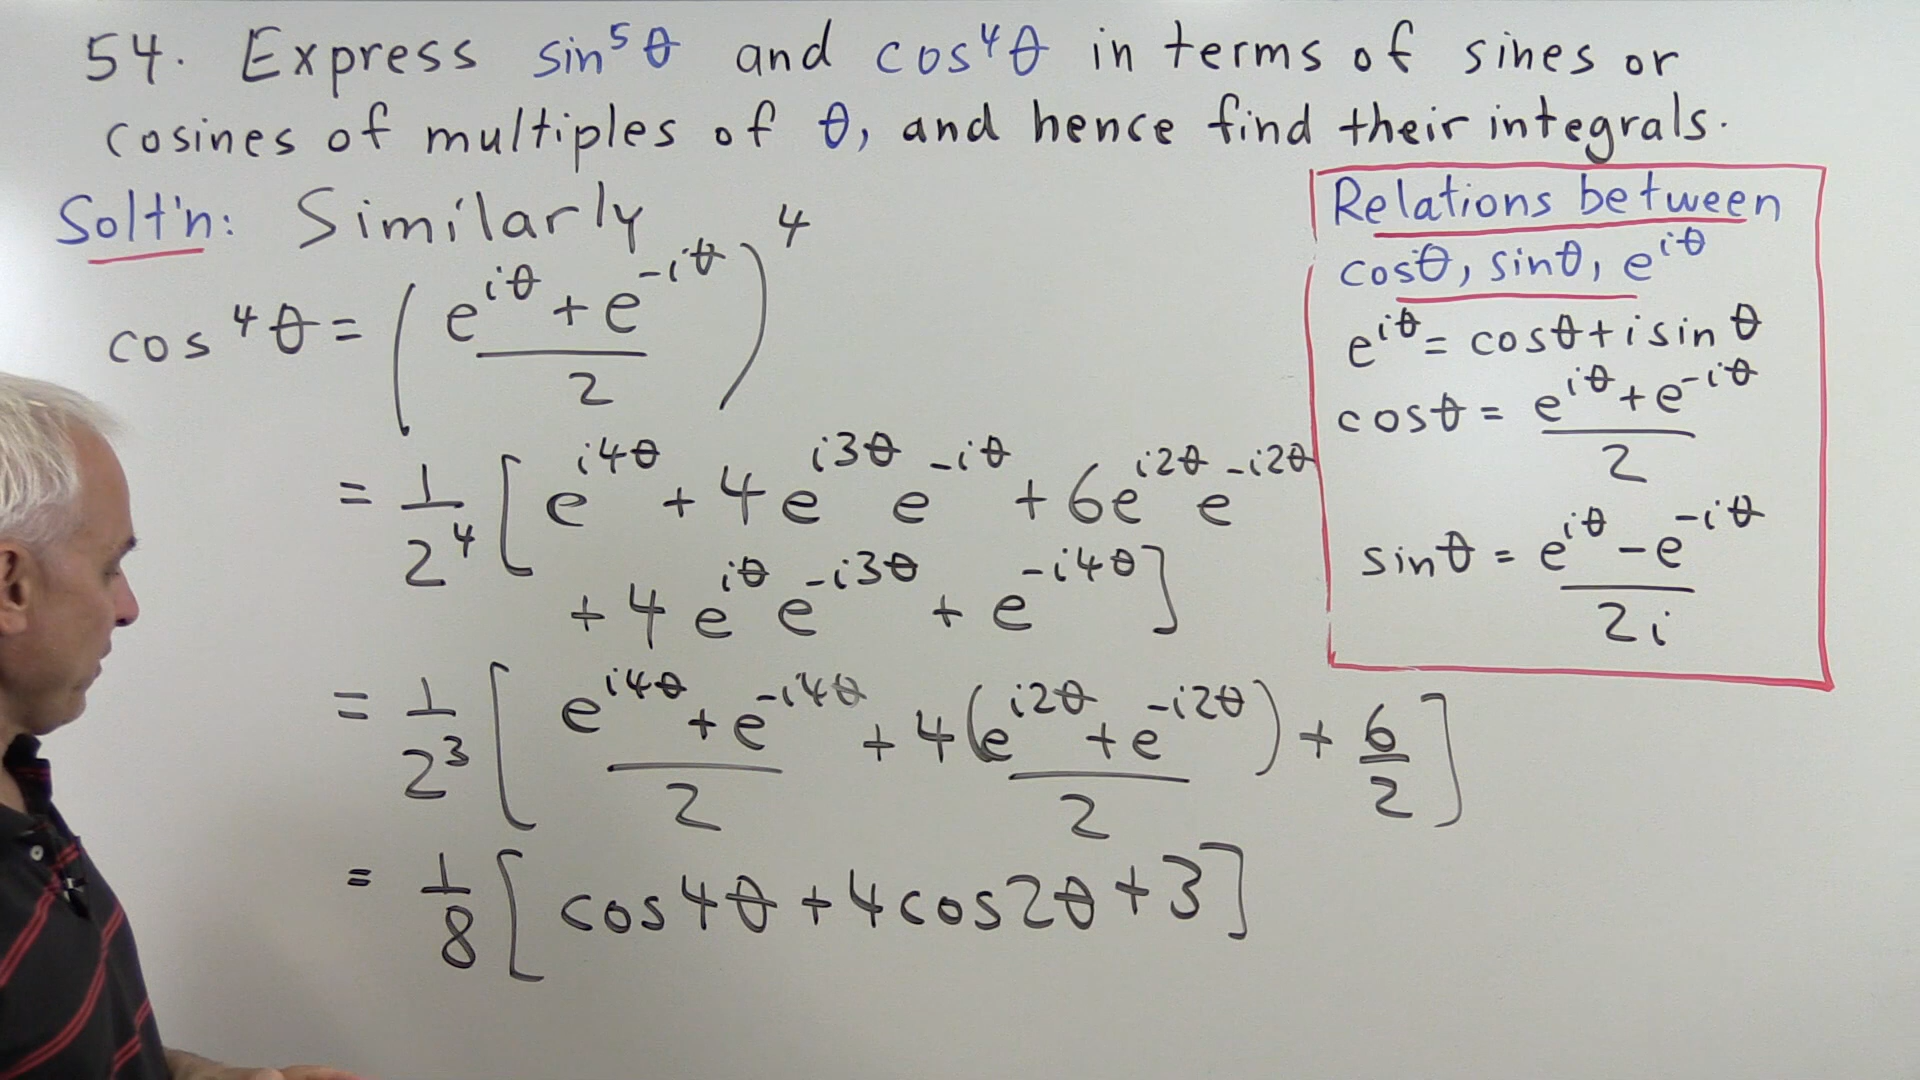 54. Express sin⁵θ and cos⁴θ in terms of sines or
cosines of multiples of θ, and hence find their integrals.
Solt'n: Similarly
cos⁴θ = ((e^{iθ} + e^{-iθ})/2)⁴
= 1/2⁴ [e^{i4θ} + 4e^{i3θ} e^{-iθ} + 6e^{i2θ} e^{-i2θ}
+ 4e^{iθ} e^{-i3θ} + e^{-i4θ}]
= 1/2³ [(e^{i4θ} + e^{-i4θ})/2 + 4(e^{i2θ} + e^{-i2θ})/2 + 6/2]
= 1/8 [cos4θ + 4cos2θ + 3]
Relations between
cosθ, sinθ, e^{iθ}
e^{iθ} = cosθ + i sinθ
cosθ = (e^{iθ} + e^{-iθ})/2
sinθ = (e^{iθ} - e^{-iθ})/2i